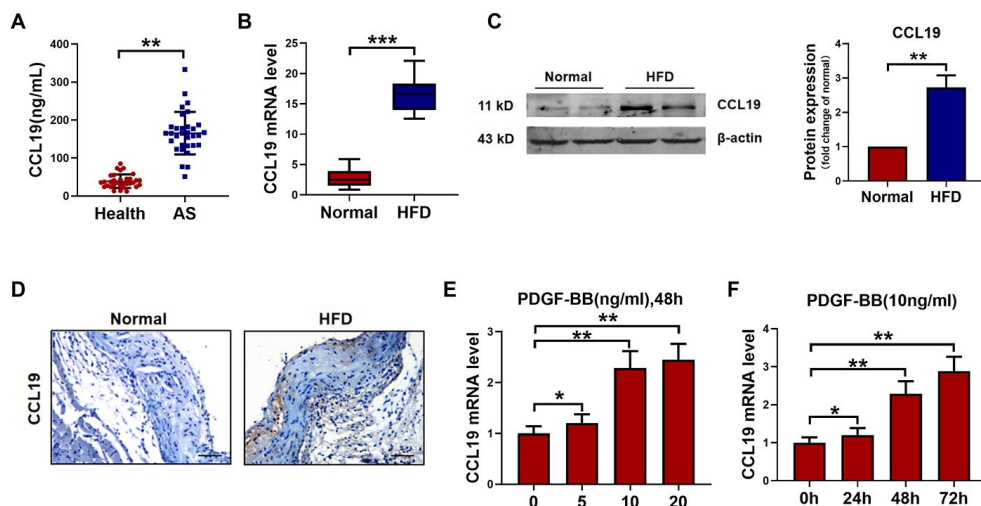 A
CCL19(ng/mL)
400
300
200
100
0
**
Health
AS
B
CCL19 mRNA level
25
20
15
10
5
0
***
Normal
HFD
C
Normal
HFD
11 kD
CCL19
43 kD
β-actin
CCL19
Protein expression
(fold change of normal)
4
3
2
1
0
**
Normal
HFD
D
Normal
HFD
CCL19
E
PDGF-BB(ng/ml),48h
CCL19 mRNA level
3
2
1
0
**
**
*
0
5
10
20
F
PDGF-BB(10ng/ml)
CCL19 mRNA level
4
3
2
1
0
**
**
*
0h
24h
48h
72h